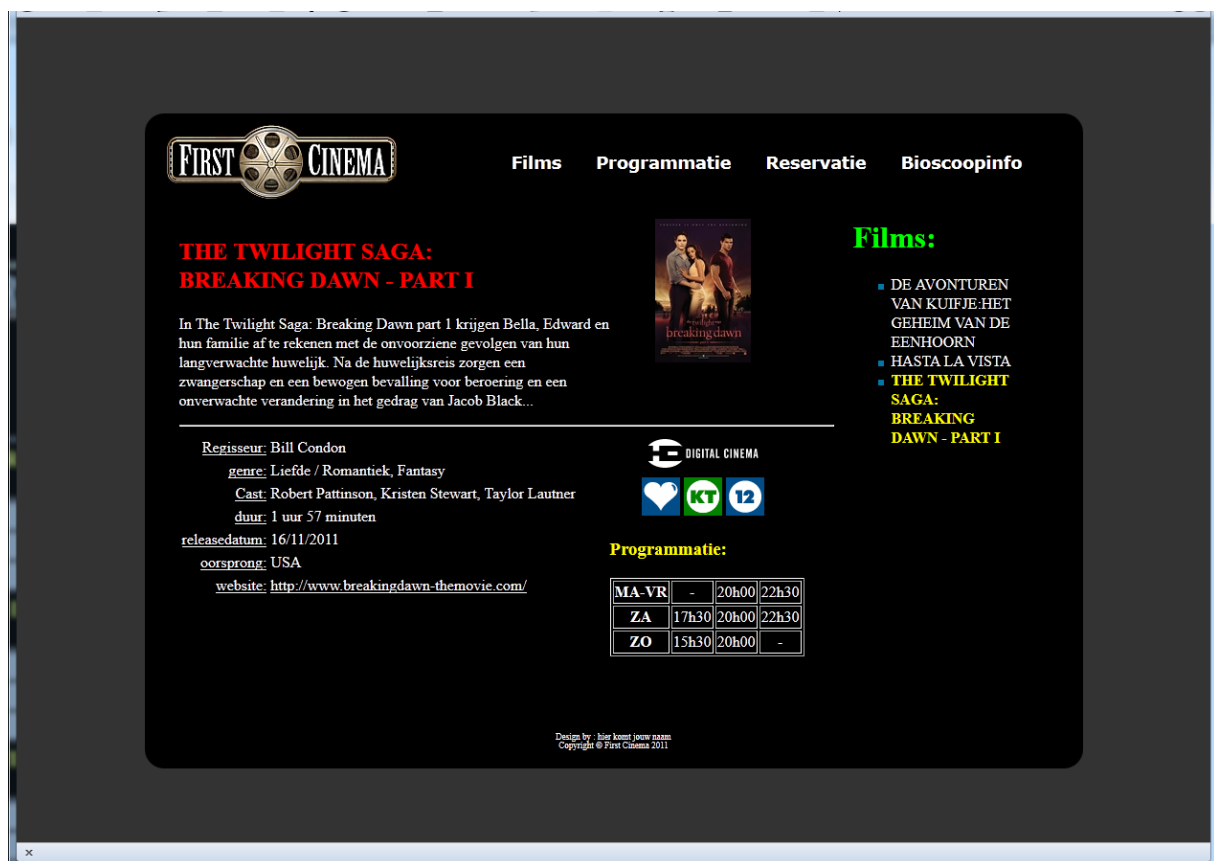 FIRST CINEMA
Films Programmatie Reservatie Bioscoopinfo
THE TWILIGHT SAGA:
BREAKING DAWN - PART I
In The Twilight Saga: Breaking Dawn part 1 krijgen Bella, Edward en
hun familie af te rekenen met de onvoorziene gevolgen van hun
langverwachte huwelijk. Na de huwelijksreis zorgen een
zwangerschap en een bewogen bevalling voor beroering en een
onverwachte verandering in het gedrag van Jacob Black...
breaking dawn
Films:
DE AVONTUREN
VAN KUIFJE:HET
GEHEIM VAN DE
EENHOORN
HASTA LA VISTA
THE TWILIGHT
SAGA:
BREAKING
DAWN - PART I
Regisseur: Bill Condon
genre: Liefde / Romantiek, Fantasy
Cast: Robert Pattinson, Kristen Stewart, Taylor Lautner
duur: 1 uur 57 minuten
releasedatum: 16/11/2011
oorsprong: USA
website: http://www.breakingdawn-themovie.com/
DIGITAL CINEMA
KT 12
Programmatie:
MA-VR - 20h00 22h30
ZA 17h30 20h00 22h30
ZO 15h30 20h00 -
Design by : hier komt jouw naam
Copyright © First Cinema 2011